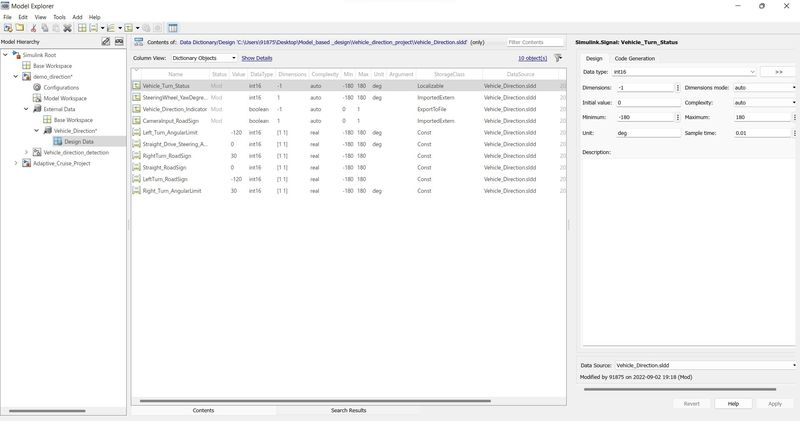 Model Explorer
File Edit View Tools Add Help
Model Hierarchy
Simulink Root
Base Workspace
demo_direction*
Configurations
Model Workspace
External Data
Base Workspace
Vehicle_Direction*
Design Data
Vehicle_direction_detection
Adaptive_Cruise_Project
Contents of: Data Dictionary/Design 'C:\Users\91875\Desktop\Model_based _design\Vehicle_direction_project\Vehicle_Direction.sldd' (only) Filter Contents
Column View: Dictionary Objects Show Details 10 object(s)
Name Status Value DataType Dimensions Complexity Min Max Unit Argument StorageClass DataSource
Vehicle_Turn_Status Mod int16 -1 auto -180 180 deg Localizable Vehicle_Direction.sldd 20
SteeringWheel_YawDegree... Mod int16 1 auto -180 180 deg ImportedExtern Vehicle_Direction.sldd 20
Vehicle_Direction_Indicator Mod boolean -1 auto 0 1 ExportToFile Vehicle_Direction.sldd 20
CameraInput_RoadSign Mod boolean 1 auto 0 1 ImportedExtern Vehicle_Direction.sldd 20
Left_Turn_AngularLimit -120 int16 [1 1] real -180 180 deg Const Vehicle_Direction.sldd 20
Straight_Drive_Steering_A... 0 int16 [1 1] real -180 180 deg Const Vehicle_Direction.sldd 20
RightTurn_RoadSign 30 int16 [1 1] real -180 180 Const Vehicle_Direction.sldd 20
Straight_RoadSign 0 int16 [1 1] real -180 180 Const Vehicle_Direction.sldd 20
LeftTurn_RoadSign -120 int16 [1 1] real -180 180 Const Vehicle_Direction.sldd 20
Right_Turn_AngularLimit 30 int16 [1 1] real -180 180 deg Const Vehicle_Direction.sldd 20
Contents Search Results
Simulink.Signal: Vehicle_Turn_Status
Design Code Generation
Data type: int16 >>
Dimensions: -1 Dimensions mode: auto
Initial value: 0 Complexity: auto
Minimum: -180 Maximum: 180
Unit: deg Sample time: 0.01
Description:
Data Source: Vehicle_Direction.sldd
Modified by 91875 on 2022-09-02 19:18 (Mod)
Revert Help Apply